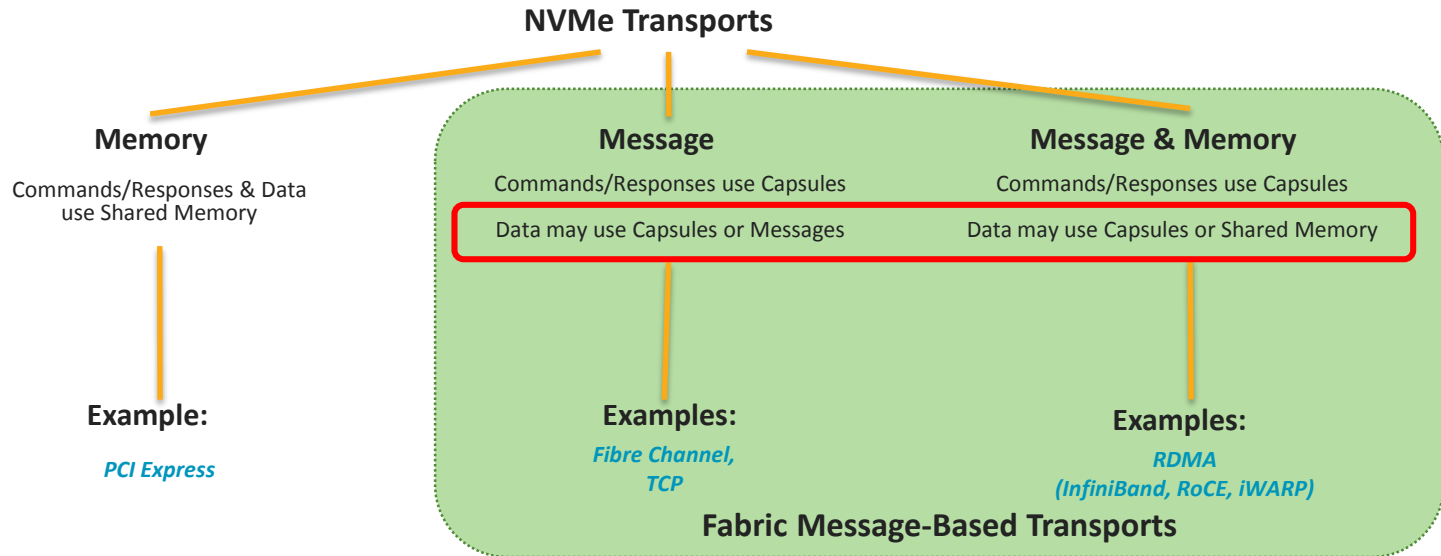 NVMe Transports
Memory
Commands/Responses & Data
use Shared Memory
Example:
PCI Express
Message
Commands/Responses use Capsules
Data may use Capsules or Messages
Examples:
Fibre Channel,
TCP
Message & Memory
Commands/Responses use Capsules
Data may use Capsules or Shared Memory
Examples:
RDMA
(InfiniBand, RoCE, iWARP)
Fabric Message-Based Transports